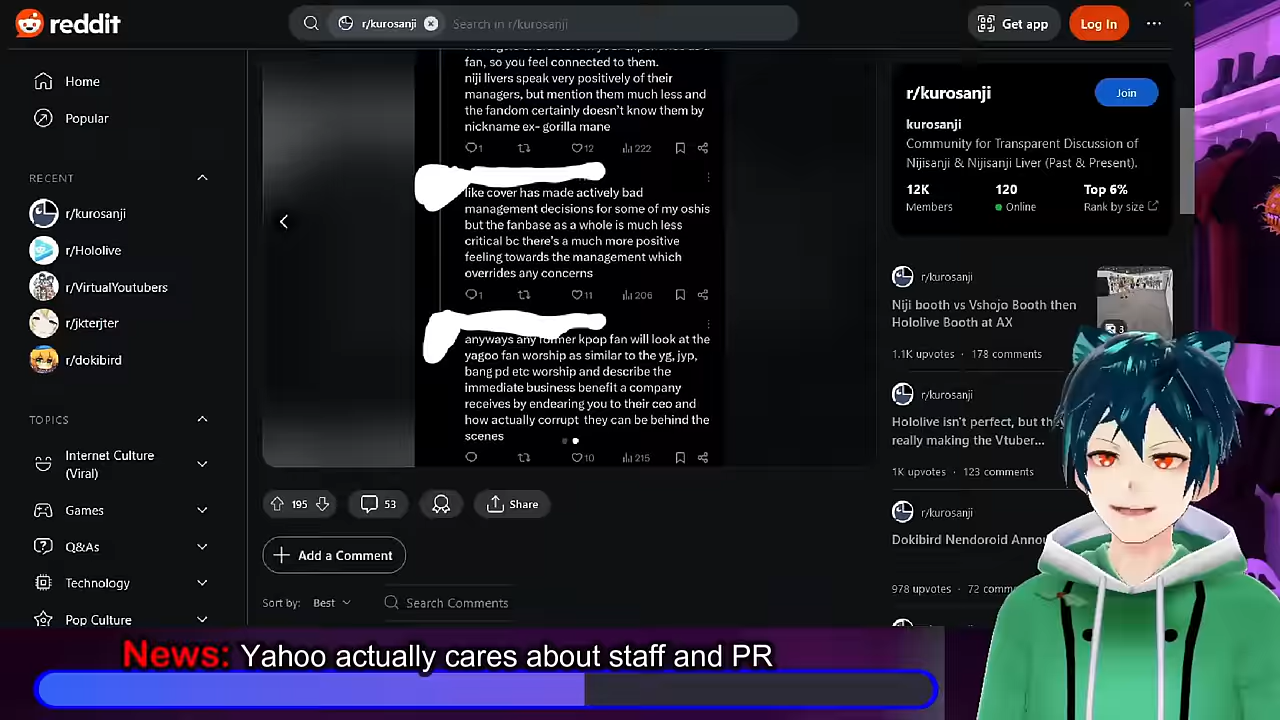 reddit
r/kurosanji
Search in r/kurosanji
Get app
Log In
Home
Popular
RECENT
r/kurosanji
r/Hololive
r/VirtualYoutubers
r/jkterjter
r/dokibird
TOPICS
Internet Culture
(Viral)
Games
Q&As
Technology
Pop Culture
fan, so you feel connected to them.
niji livers speak very positively of their
managers, but mention them much less and
the fandom certainly doesn't know them by
nickname ex- gorilla mane
1
12
222
like cover has made actively bad
management decisions for some of my oshis
but the fanbase as a whole is much less
critical bc there's a much more positive
feeling towards the management which
overrides any concerns
1
11
206
anyways any former kpop fan will look at the
yagoo fan worship as similar to the yg, jyp,
bang pd etc worship and describe the
immediate business benefit a company
receives by endearing you to their ceo and
how actually corrupt they can be behind the
scenes
10
215
195
53
Share
Add a Comment
Sort by: Best
Search Comments
r/kurosanji
Join
kurosanji
Community for Transparent Discussion of
Nijisanji & Nijisanji Liver (Past & Present).
12K 120 Top 6%
Members Online Rank by size
r/kurosanji
Niji booth vs Vshojo Booth then
Hololive Booth at AX
3
1.1K upvotes · 178 comments
r/kurosanji
Hololive isn't perfect, but
really making the Vtuber...
1K upvotes · 123 comments
r/kurosanji
Dokibird Nendoroid
978 upvotes · 72
News: Yahoo actually cares about staff and PR